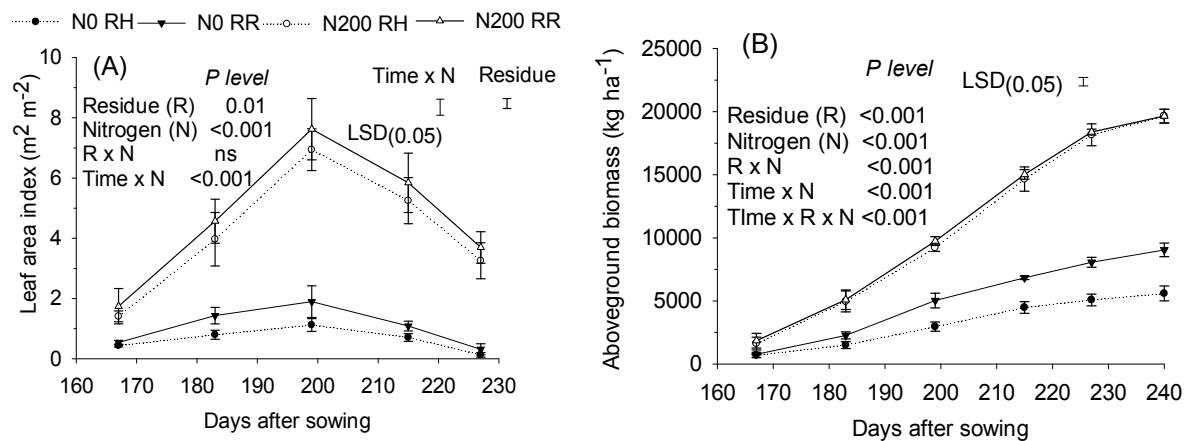 N0 RH N0 RR N200 RH N200 RR
(A)
P level
Residue (R) 0.01
Nitrogen (N) <0.001
R x N ns
Time x N <0.001
Time x N Residue
LSD(0.05)
10
8
6
4
2
0
Leaf area index (m2 m-2)
160 170 180 190 200 210 220 230
Days after sowing
(B)
P level
LSD(0.05)
Residue (R) <0.001
Nitrogen (N) <0.001
R x N <0.001
Time x N <0.001
TIme x R x N <0.001
25000
20000
15000
10000
5000
0
Aboveground biomass (kg ha-1)
160 170 180 190 200 210 220 230 240
Days after sowing